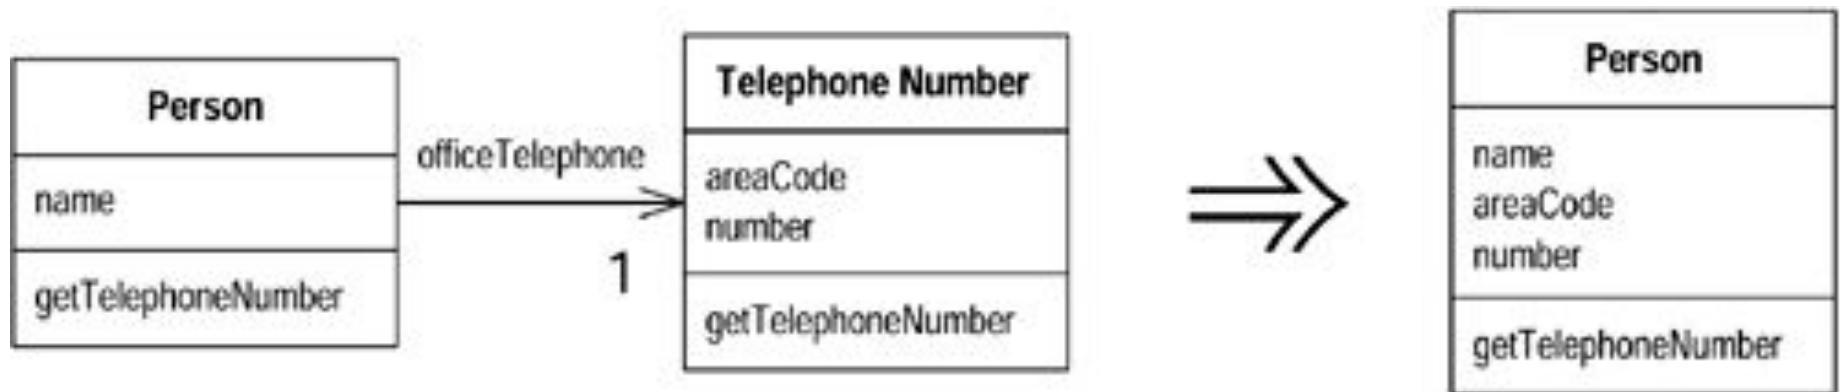 Person
name
getTelephoneNumber
officeTelephone
1
Telephone Number
areaCode
number
getTelephoneNumber
Person
name
areaCode
number
getTelephoneNumber